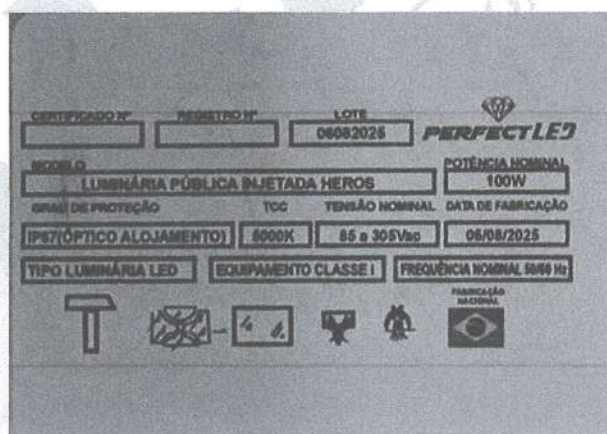 CERTIFICADO Nº REGISTRO Nº LOTE
06082025 PERFECTLED
MODELO POTÊNCIA NOMINAL
LUMINÁRIA PÚBLICA INJETADA HEROS 100W
GRAU DE PROTEÇÃO TCC TENSÃO NOMINAL DATA DE FABRICAÇÃO
IP67(ÓPTICO ALOJAMENTO) 5000K 85 a 305Vac 06/08/2025
TIPO LUMINÁRIA LED EQUIPAMENTO CLASSE I FREQUÊNCIA NOMINAL 50/60 Hz
FABRICAÇÃO
NACIONAL